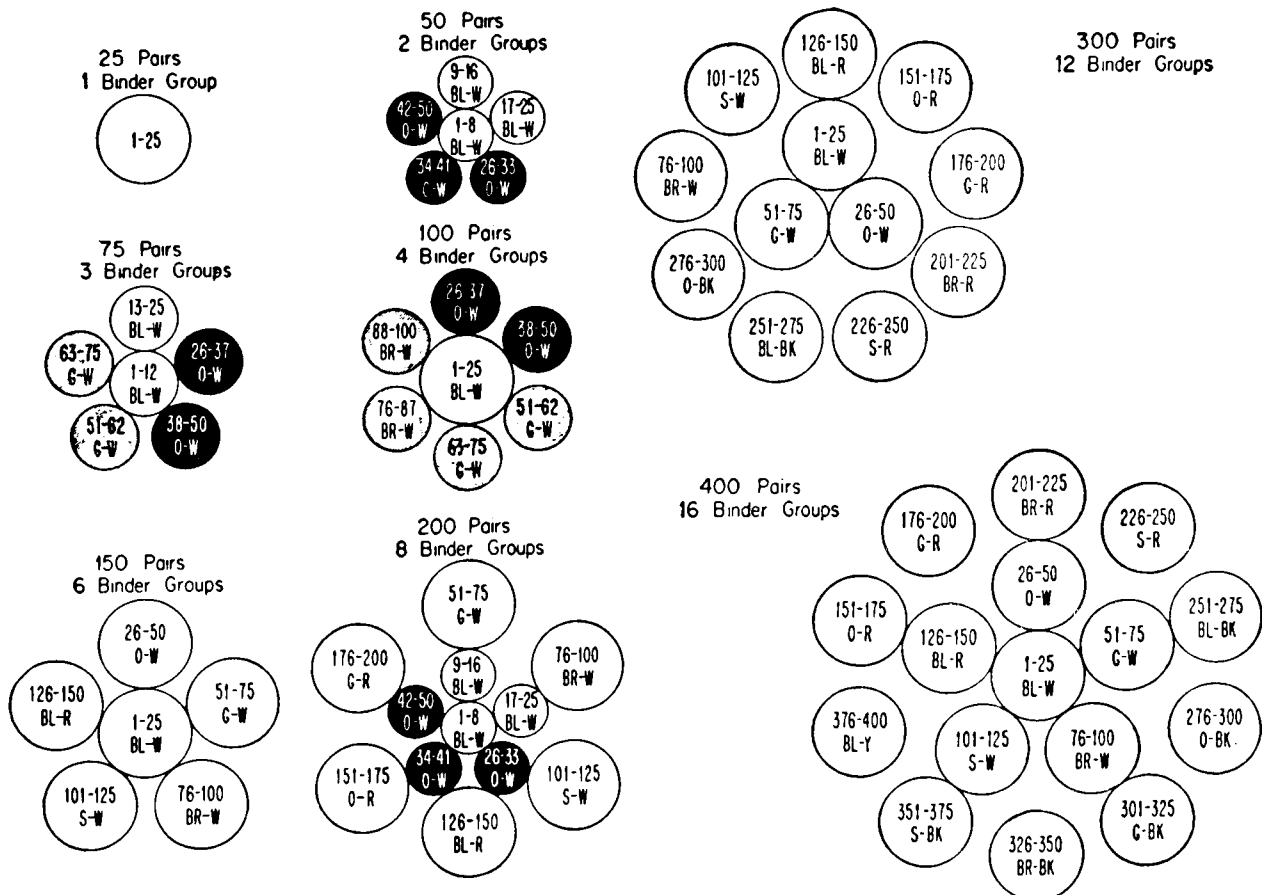 25 Pairs
1 Binder Group
1-25
50 Pairs
2 Binder Groups
9-16
BL-W
42-50
O-W
17-25
BL-W
1-8
BL-W
34-41
O-W
26-33
O-W
75 Pairs
3 Binder Groups
13-25
BL-W
63-75
G-W
26-37
O-W
1-12
BL-W
51-62
G-W
38-50
O-W
100 Pairs
4 Binder Groups
26-37
O-W
88-100
BR-W
38-50
O-W
1-25
BL-W
76-87
BR-W
51-62
G-W
63-75
G-W
150 Pairs
6 Binder Groups
26-50
O-W
126-150
BL-R
51-75
G-W
1-25
BL-W
101-125
S-W
76-100
BR-W
200 Pairs
8 Binder Groups
51-75
G-W
176-200
G-R
9-16
BL-W
76-100
BR-W
42-50
O-W
17-25
BL-W
1-8
BL-W
34-41
O-W
26-33
O-W
151-175
O-R
101-125
S-W
126-150
BL-R
300 Pairs
12 Binder Groups
126-150
BL-R
101-125
S-W
151-175
O-R
1-25
BL-W
76-100
BR-W
176-200
G-R
51-75
G-W
26-50
O-W
276-300
O-BK
201-225
BR-R
251-275
BL-BK
226-250
S-R
400 Pairs
16 Binder Groups
201-225
BR-R
176-200
G-R
226-250
S-R
26-50
O-W
151-175
O-R
251-275
BL-BK
126-150
BL-R
51-75
G-W
1-25
BL-W
376-400
BL-Y
276-300
O-BK
101-125
S-W
76-100
BR-W
351-375
S-BK
301-325
G-BK
326-350
BR-BK